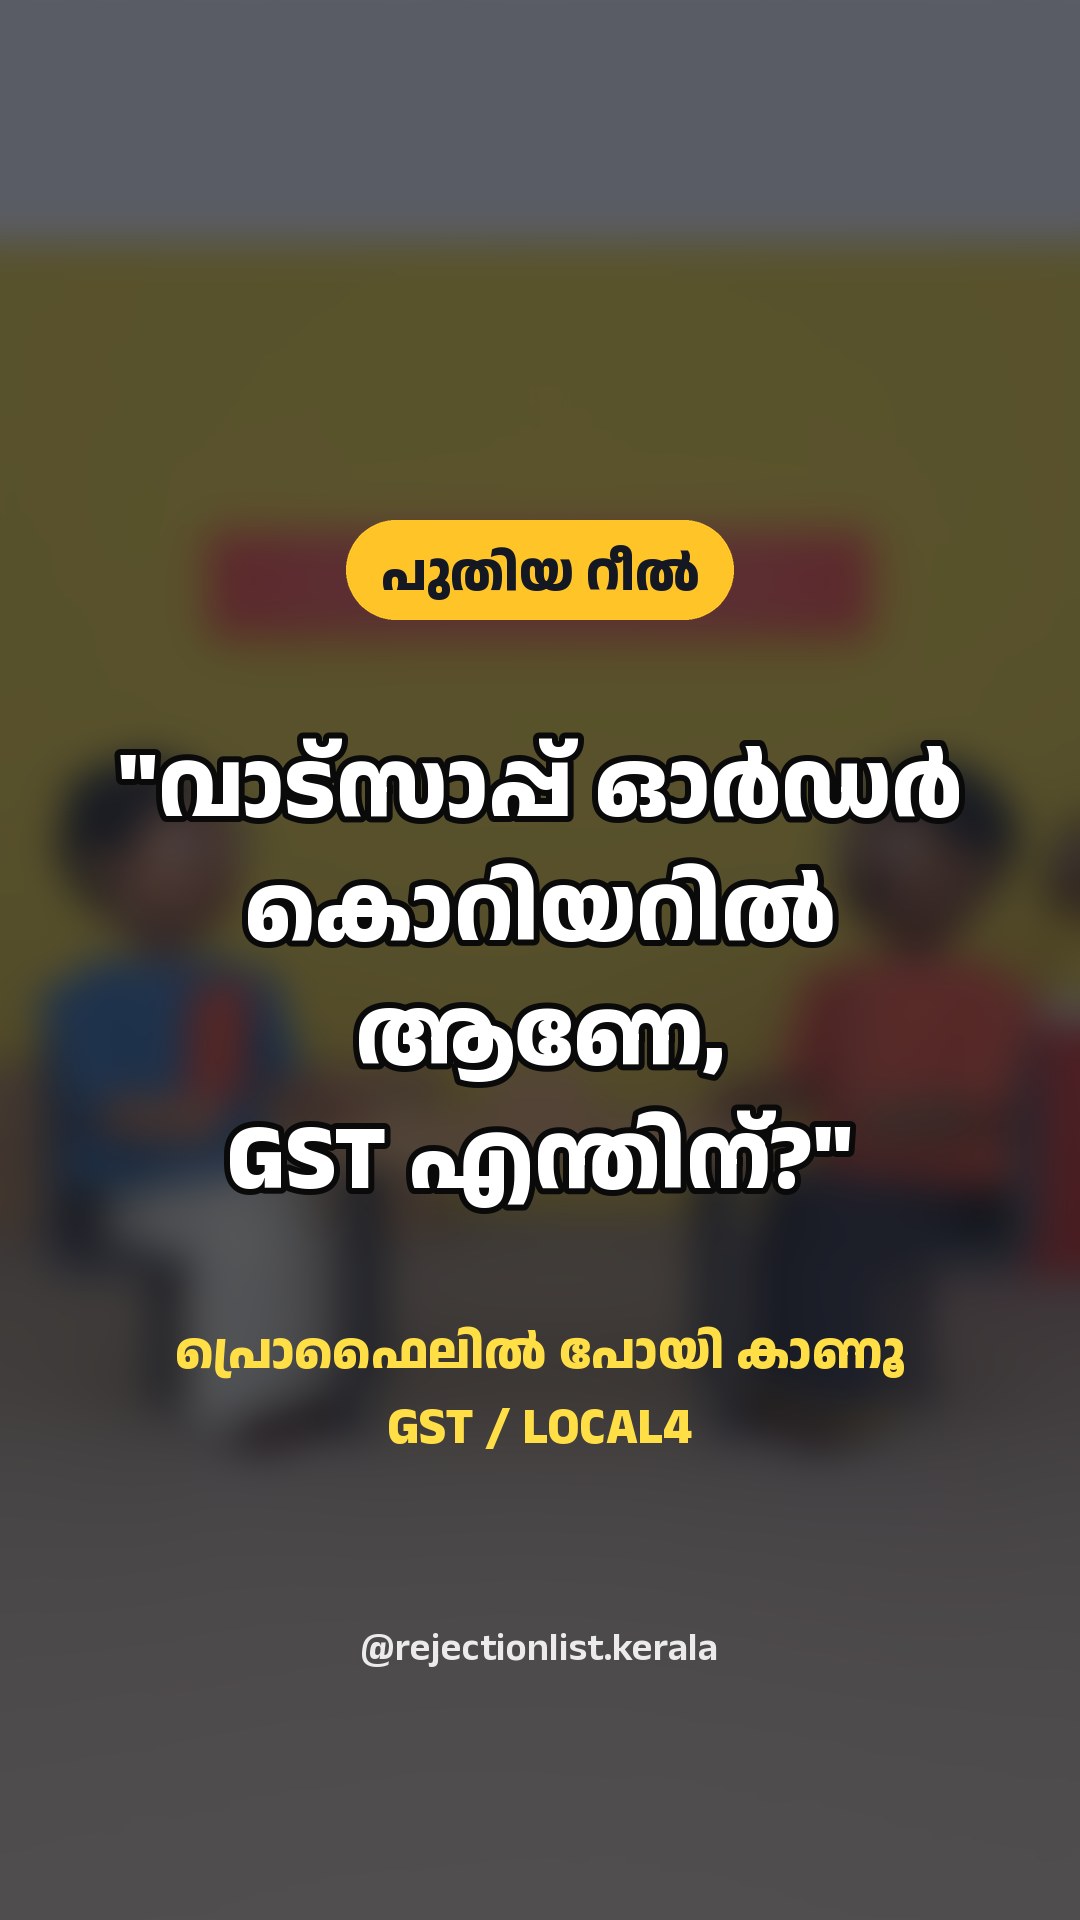 പുതിയ റീൽ
"വാട്സാപ്പ് ഓർഡർ
കൊറിയറിൽ
ആണേ,
GST എന്തിന്?"
പ്രൊഫൈലിൽ പോയി കാണൂ
GST / LOCAL4
@rejectionlist.kerala